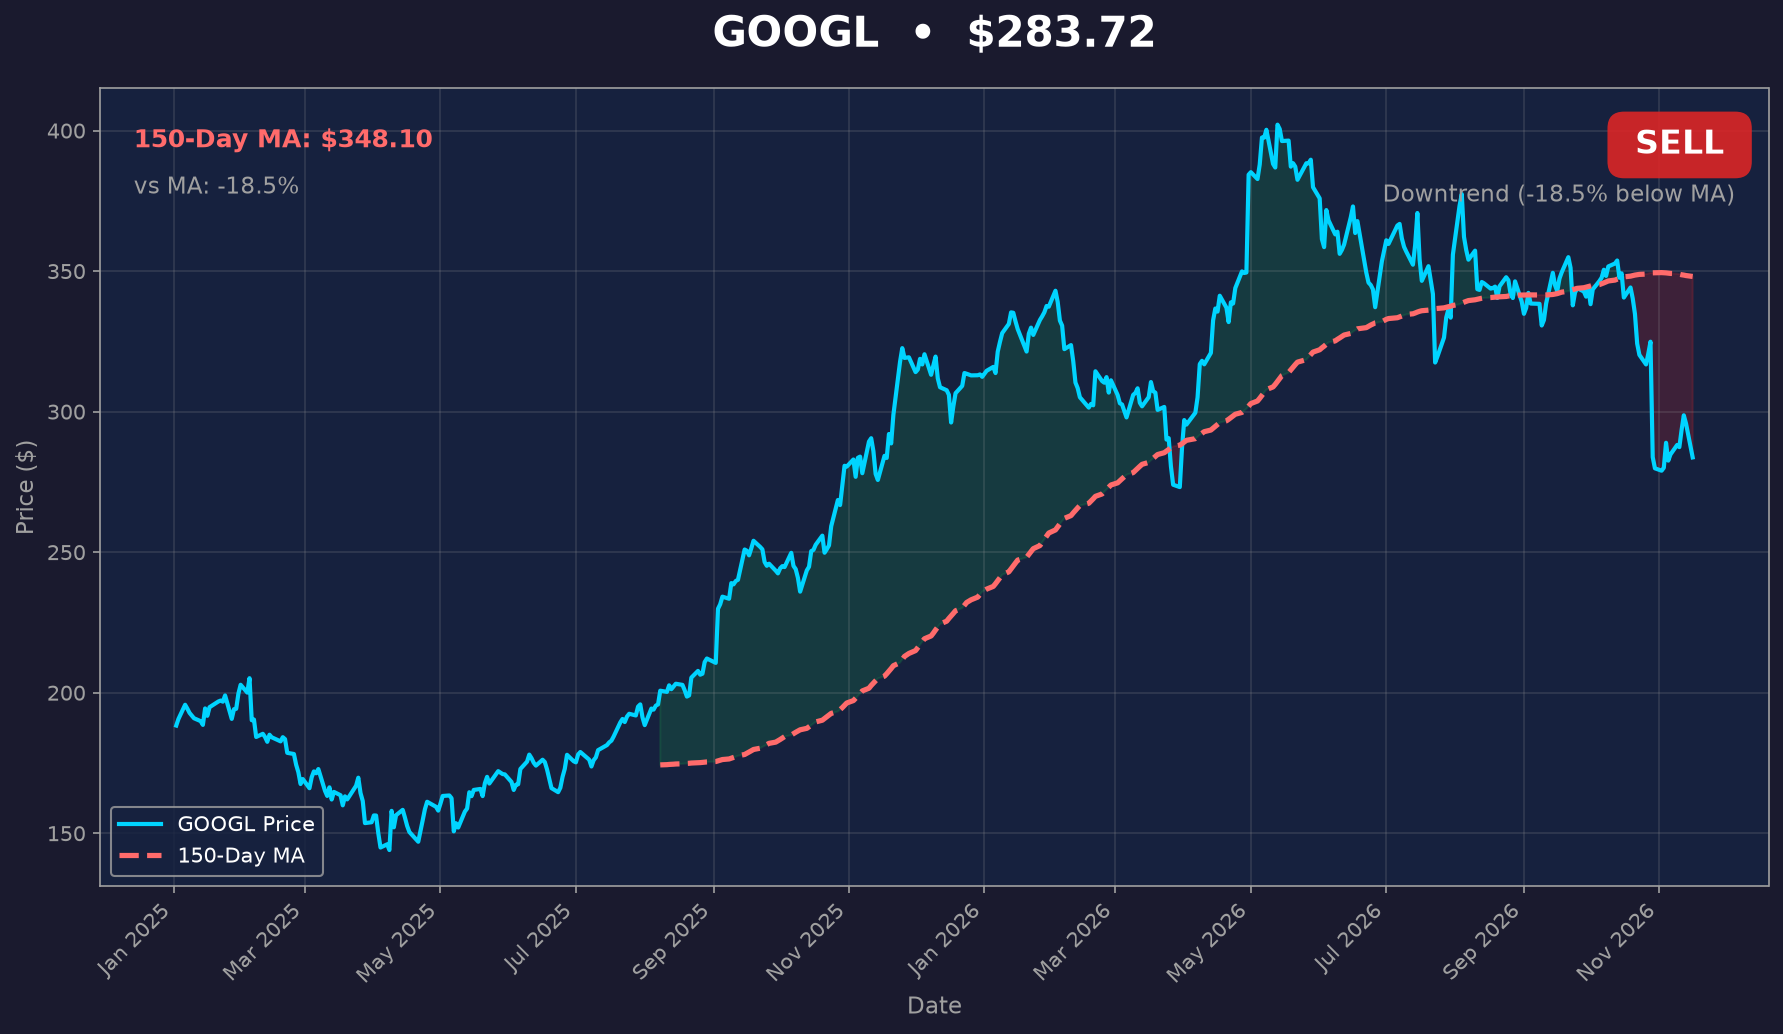 GOOGL • $283.72
150-Day MA: $348.10
vs MA: -18.5%
SELL
Downtrend (-18.5% below MA)
Price ($)
400
350
300
250
200
150
GOOGL Price
150-Day MA
Jan 2025
Mar 2025
May 2025
Jul 2025
Sep 2025
Nov 2025
Jan 2026
Mar 2026
May 2026
Jul 2026
Sep 2026
Nov 2026
Date